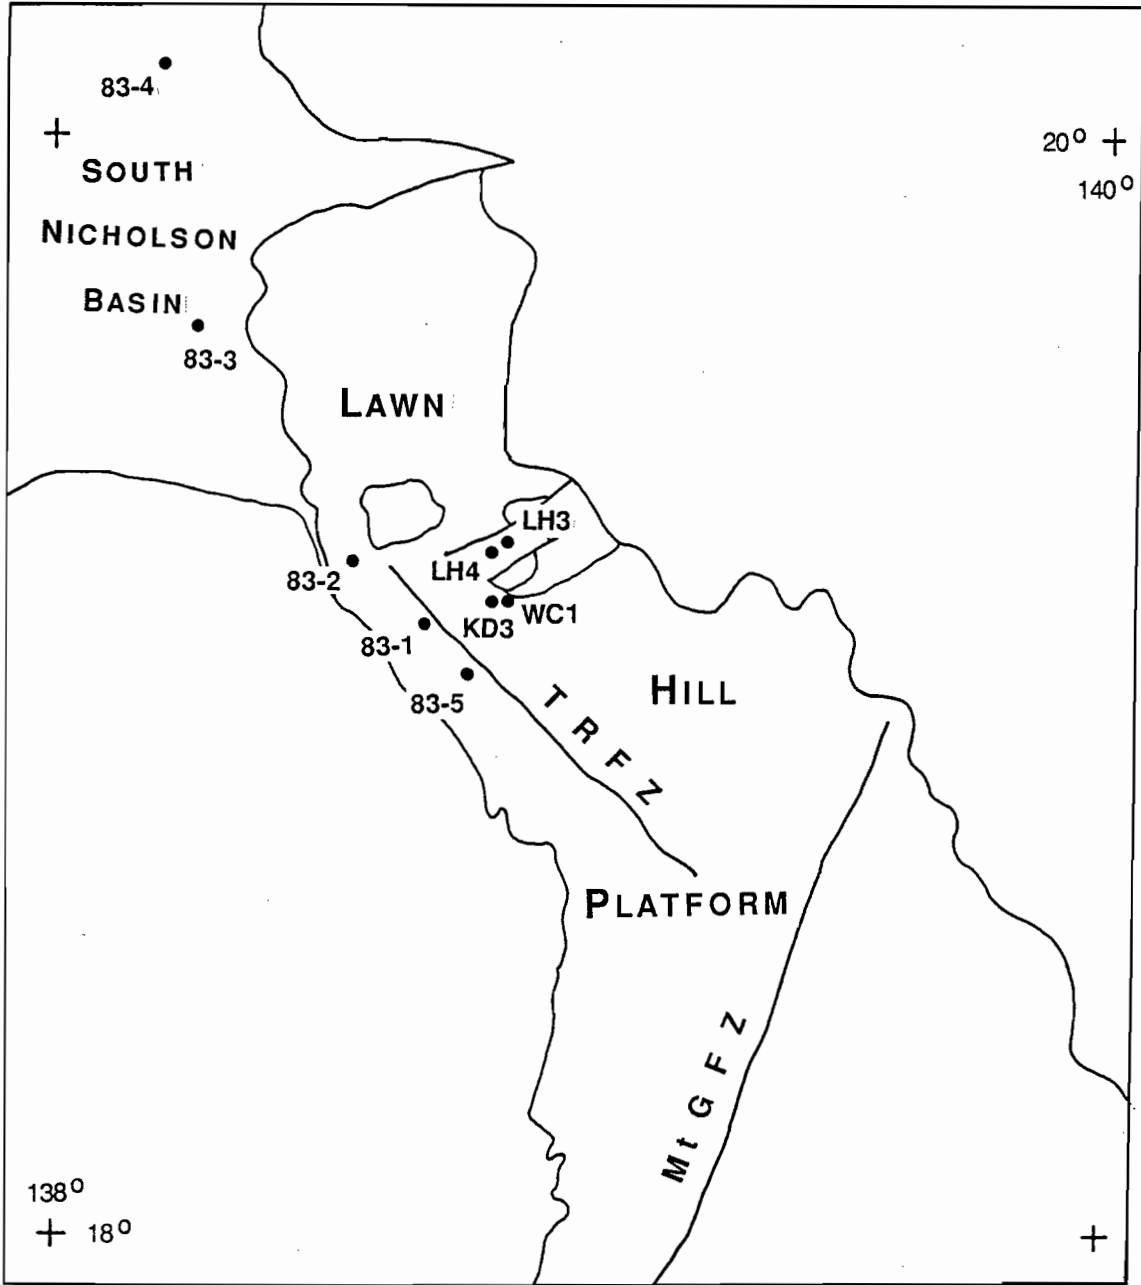 83-4
20°
140°
SOUTH
NICHOLSON
BASIN
83-3
LAWN
LH3
LH4
83-2
WC1
KD3
83-1
HILL
83-5
TRFZ
PLATFORM
Mt G F Z
138°
18°